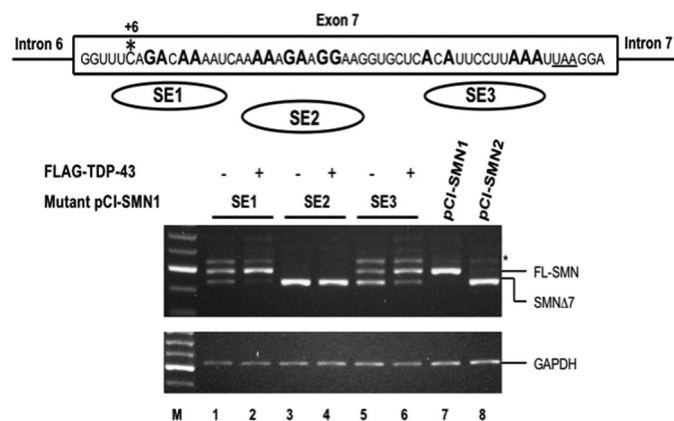 Exon 7
+6
*
Intron 6
Intron 7
GGUUUCAGACAAAAUCAAAAAGAAGGAAGGUGCUCACAUUCCUUAAAUUAAGGA
SE1
SE2
SE3
FLAG-TDP-43 - + - + - +
pCI-SMN1
pCI-SMN2
Mutant pCI-SMN1 SE1 SE2 SE3
*
FL-SMN
SMNΔ7
GAPDH
M 1 2 3 4 5 6 7 8